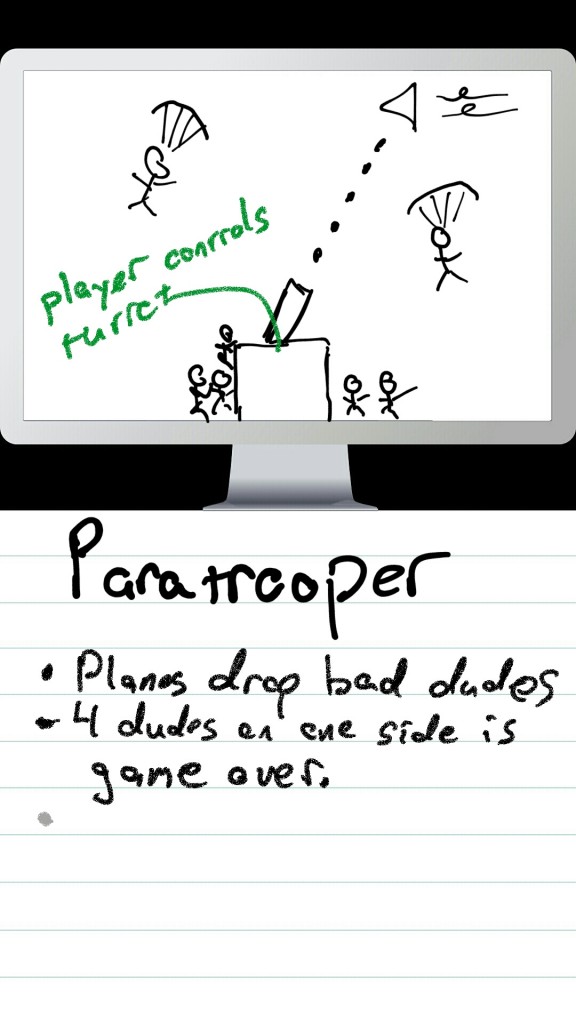 player controls
turret
Paratrooper
• Planes drop bad dudes
• 4 dudes on one side is
game over.